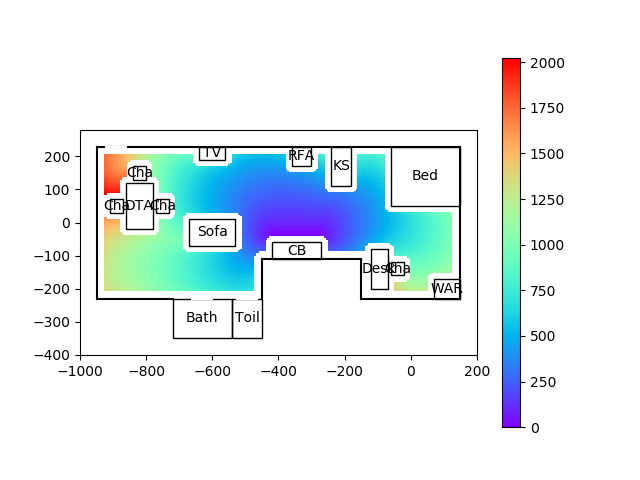 TV
RFA
KS
Bed
Cha
Cha
DTA
Cha
Sofa
CB
Desk
Cha
WAR
Bath
Toil
200
100
0
−100
−200
−300
−400
−1000
−800
−600
−400
−200
0
200
2000
1750
1500
1250
1000
750
500
250
0